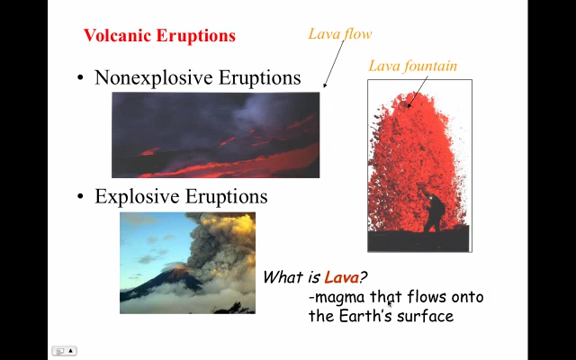 Volcanic Eruptions
Lava flow
Lava fountain
• Nonexplosive Eruptions
• Explosive Eruptions
What is Lava?
-magma that flows onto
the Earth's surface